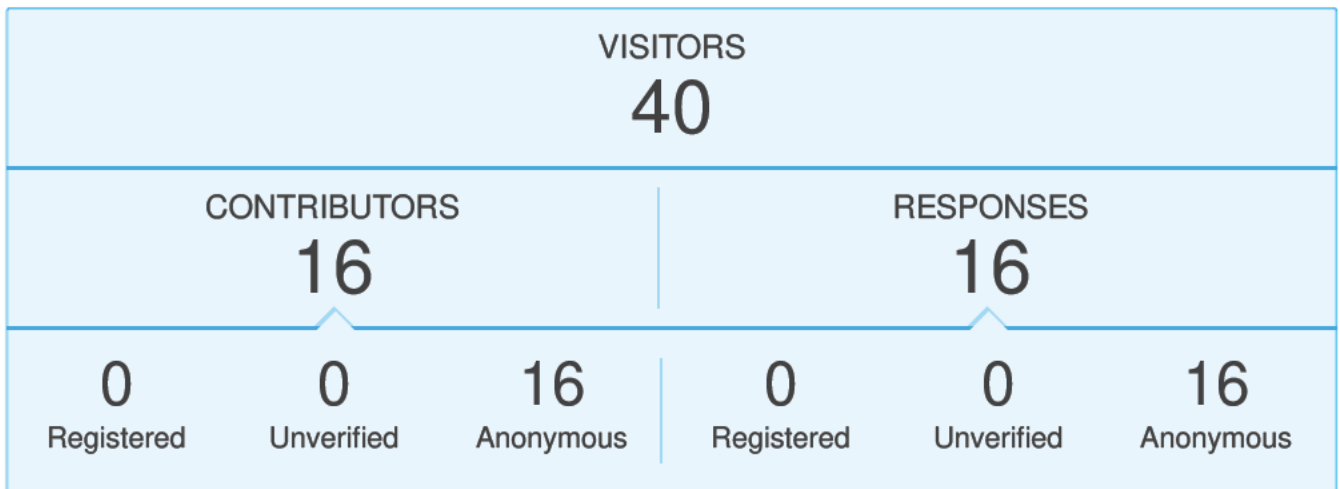 VISITORS
40
CONTRIBUTORS RESPONSES
16 16
0 0 16 0 0 16
Registered Unverified Anonymous Registered Unverified Anonymous